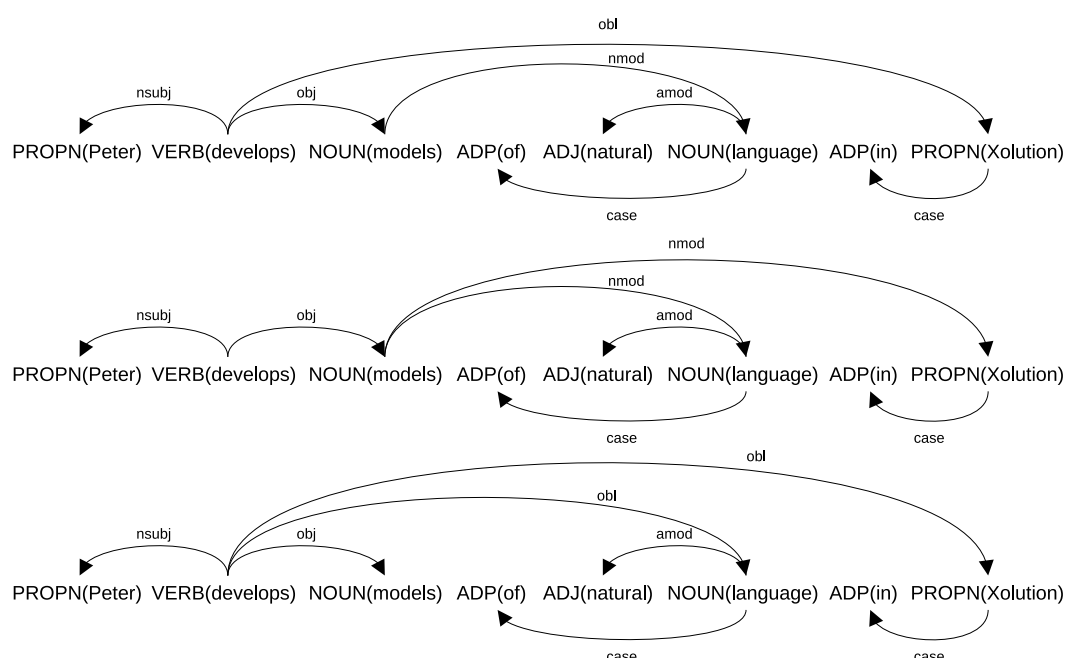 obl
nmod
nsubj obj amod
PROPN(Peter) VERB(develops) NOUN(models) ADP(of) ADJ(natural) NOUN(language) ADP(in) PROPN(Xolution)
case case
nmod
nmod
nsubj obj amod
PROPN(Peter) VERB(develops) NOUN(models) ADP(of) ADJ(natural) NOUN(language) ADP(in) PROPN(Xolution)
case case
obl
obl
nsubj obj amod
PROPN(Peter) VERB(develops) NOUN(models) ADP(of) ADJ(natural) NOUN(language) ADP(in) PROPN(Xolution)
case case